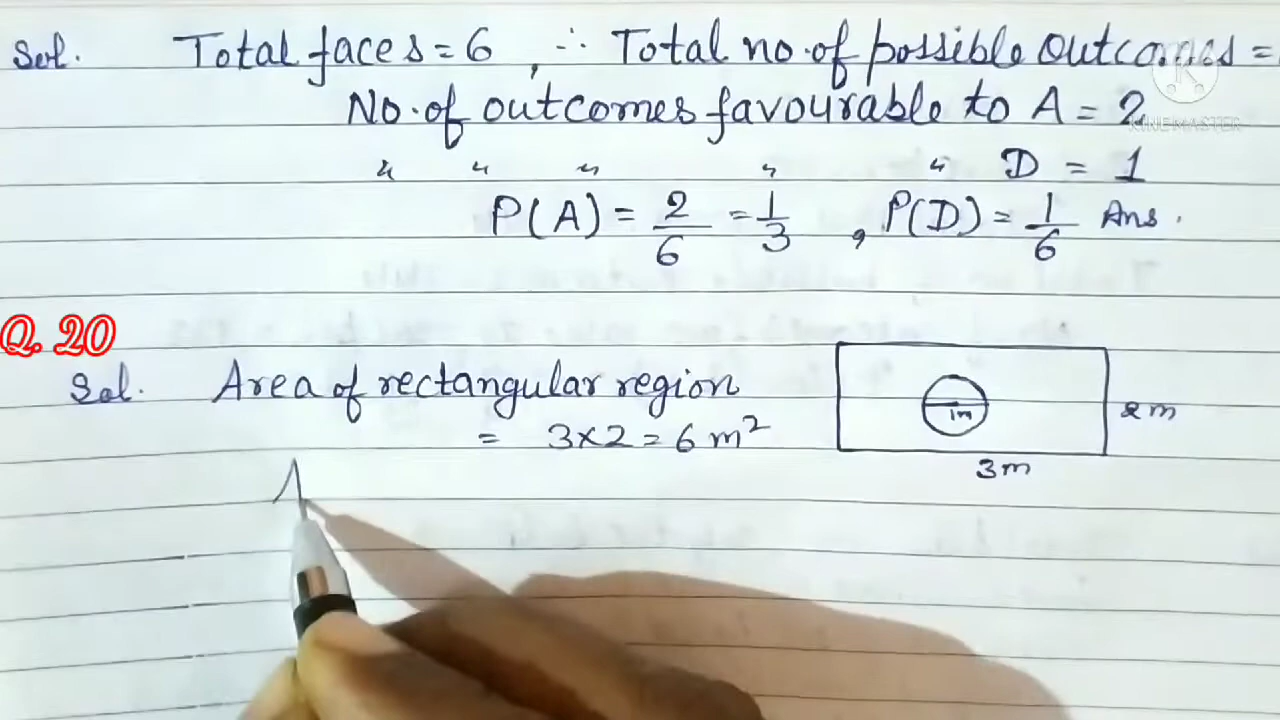 Sol. Total faces = 6, ∴ Total no. of possible outcomes =
No. of outcomes favourable to A = 2
" " " " " D = 1
P(A) = 2/6 = 1/3, P(D) = 1/6 Ans.
Q. 20
Sol. Area of rectangular region
= 3×2 = 6 m²
1m
2m
3m
A
KINEMASTER